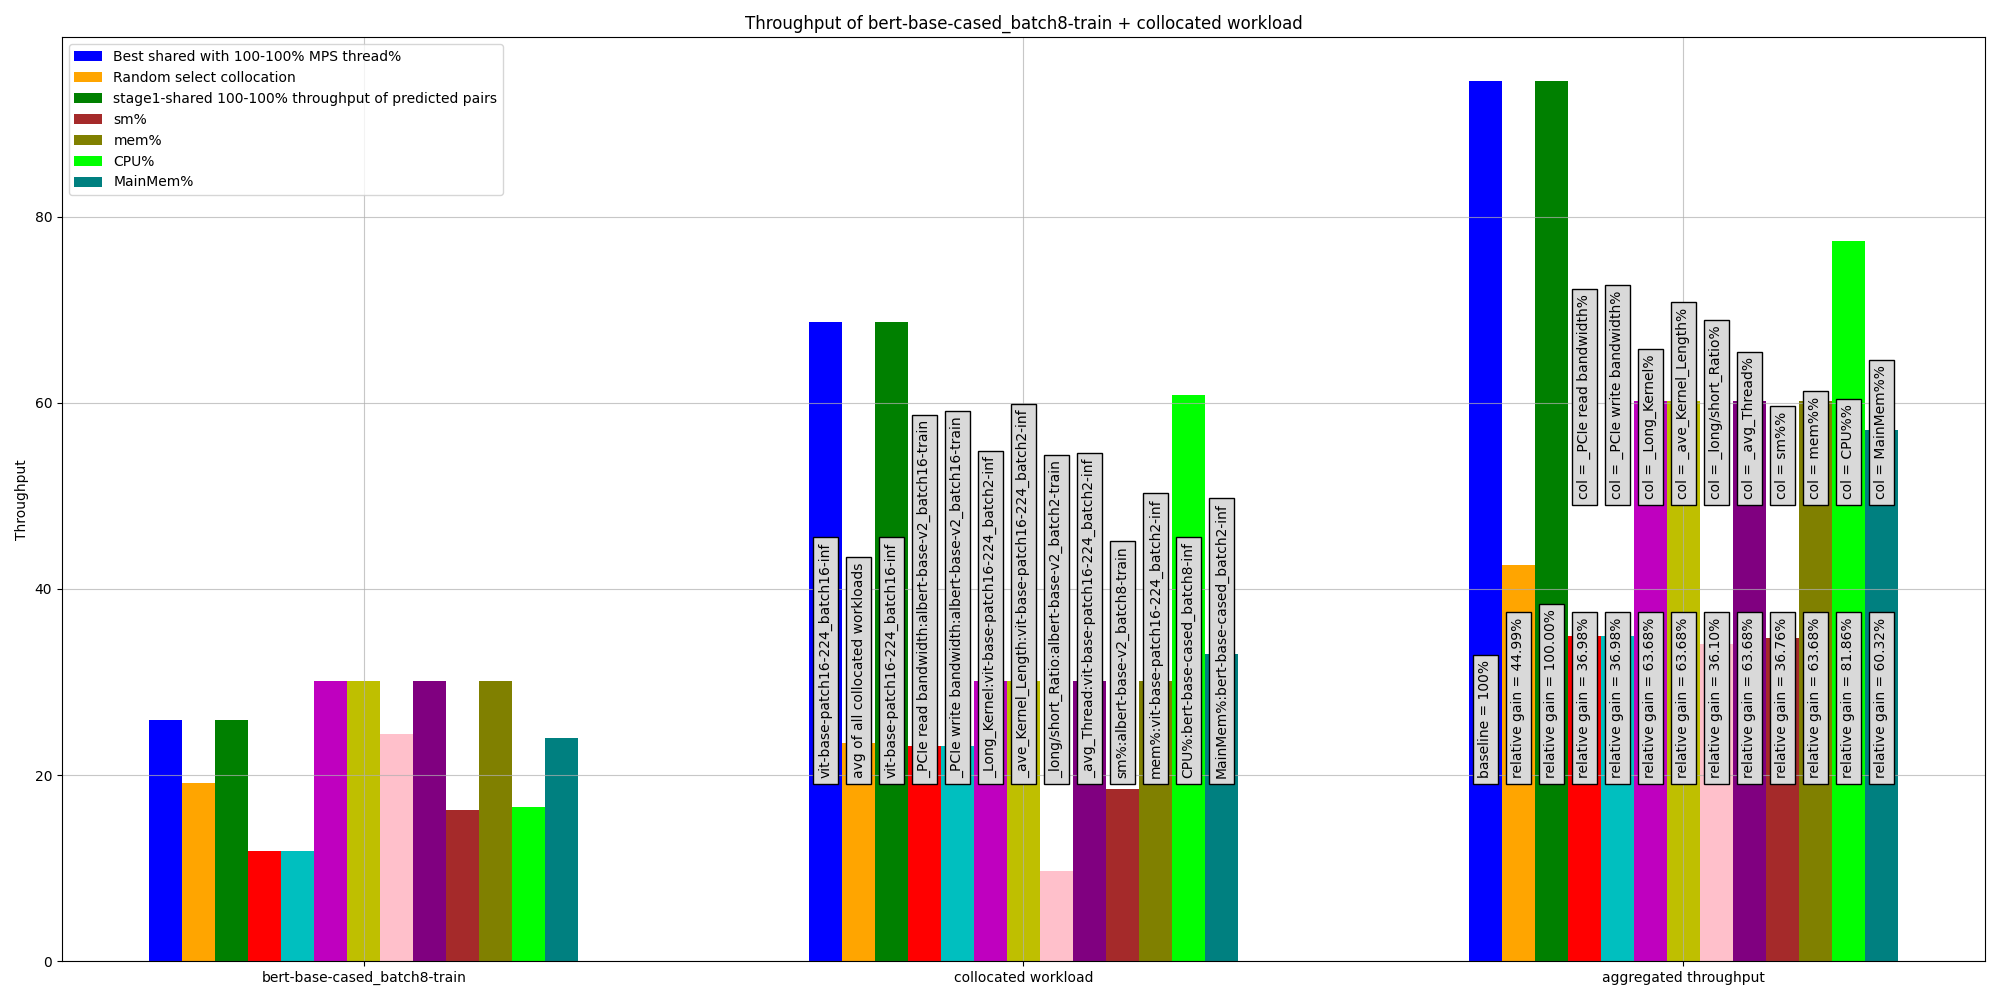 Throughput of bert-base-cased_batch8-train + collocated workload
Best shared with 100-100% MPS thread%
Random select collocation
stage1-shared 100-100% throughput of predicted pairs
sm%
mem%
CPU%
MainMem%
Throughput
80
60
40
20
0
vit-base-patch16-224_batch16-inf
avg of all collocated workloads
vit-base-patch16-224_batch16-inf
_PCIe read bandwidth:albert-base-v2_batch16-train
_PCIe write bandwidth:albert-base-v2_batch16-train
_Long_Kernel:vit-base-patch16-224_batch2-inf
_ave_Kernel_Length:vit-base-patch16-224_batch2-inf
_long/short_Ratio:albert-base-v2_batch2-train
_avg_Thread:vit-base-patch16-224_batch2-inf
sm%:albert-base-v2_batch8-train
mem%:vit-base-patch16-224_batch2-inf
CPU%:bert-base-cased_batch8-inf
MainMem%:bert-base-cased_batch2-inf
col = _PCIe read bandwidth%
col = _PCIe write bandwidth%
col = _Long_Kernel%
col = _ave_Kernel_Length%
col = _long/short_Ratio%
col = _avg_Thread%
col = sm%%
col = mem%%
col = CPU%%
col = MainMem%%
baseline = 100%
relative gain = 44.99%
relative gain = 100.00%
relative gain = 36.98%
relative gain = 36.98%
relative gain = 63.68%
relative gain = 63.68%
relative gain = 36.10%
relative gain = 63.68%
relative gain = 36.76%
relative gain = 63.68%
relative gain = 81.86%
relative gain = 60.32%
bert-base-cased_batch8-train
collocated workload
aggregated throughput